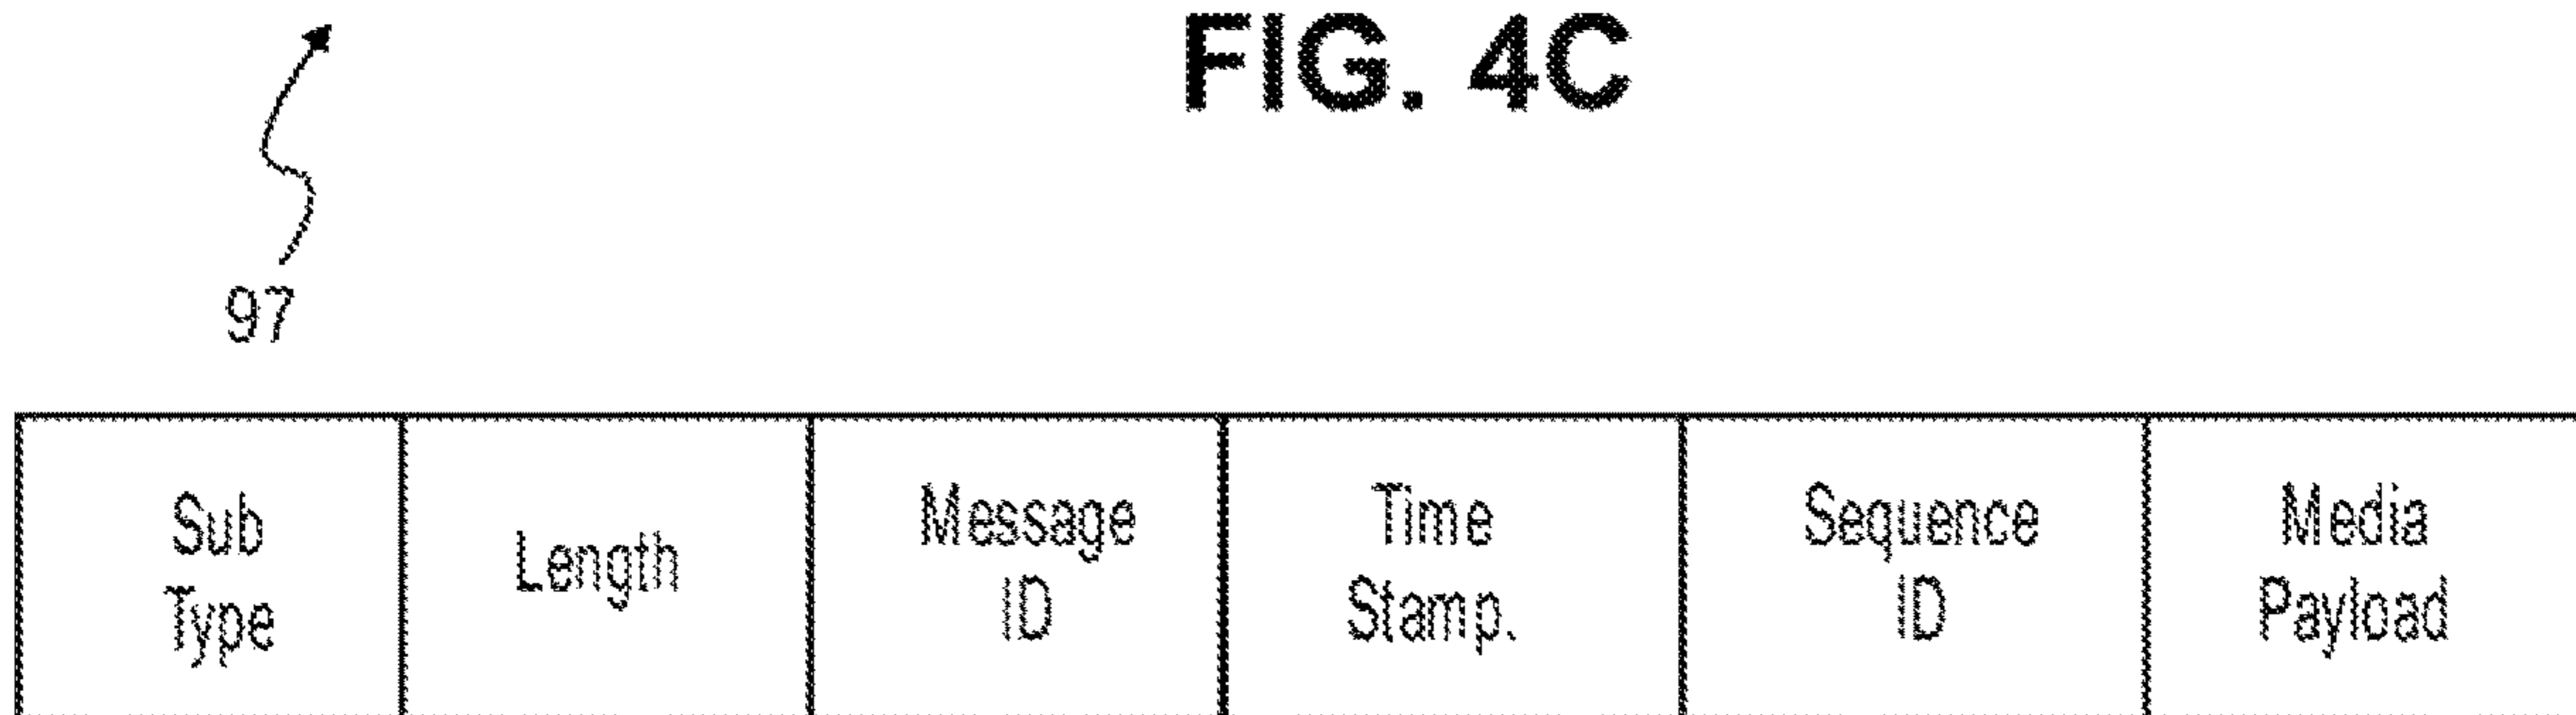 FIG. 4C
97
Sub
Type
Length
Message
ID
Time
Stamp.
Sequence
ID
Media
Payload